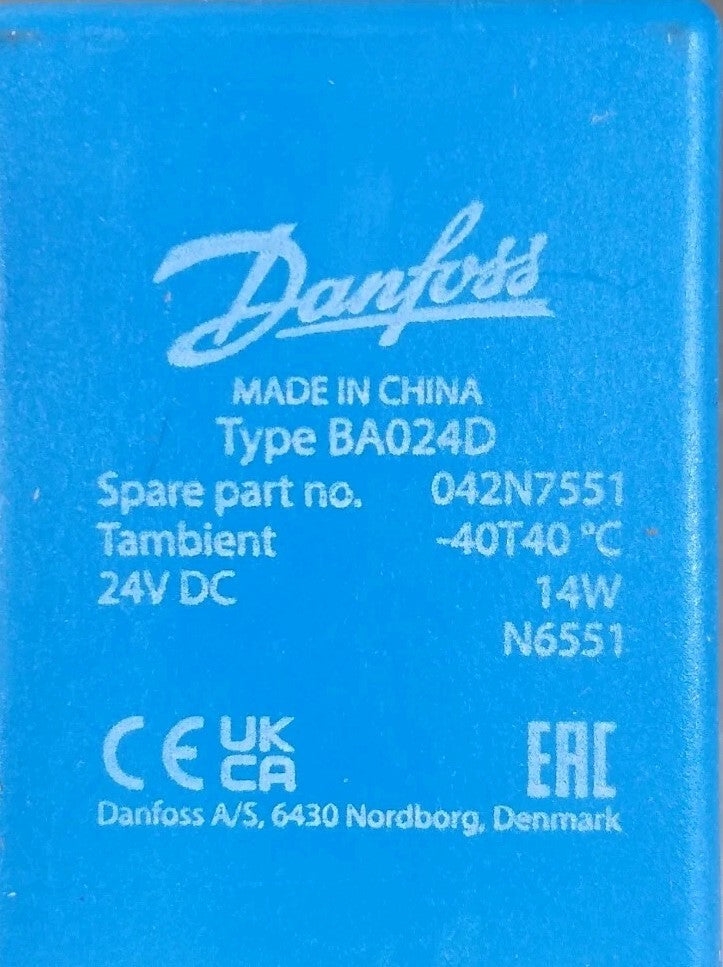 Danfoss
MADE IN CHINA
Type BA024D
Spare part no. 042N7551
Tambient -40T40 °C
24V DC 14W
N6551
CE UK CA EAC
Danfoss A/S, 6430 Nordborg, Denmark